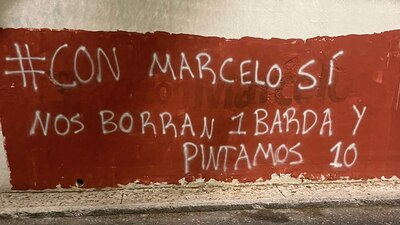 #CON MARCELO SÍ
NOS BORRAN 1 BARDA Y
PINTAMOS 10